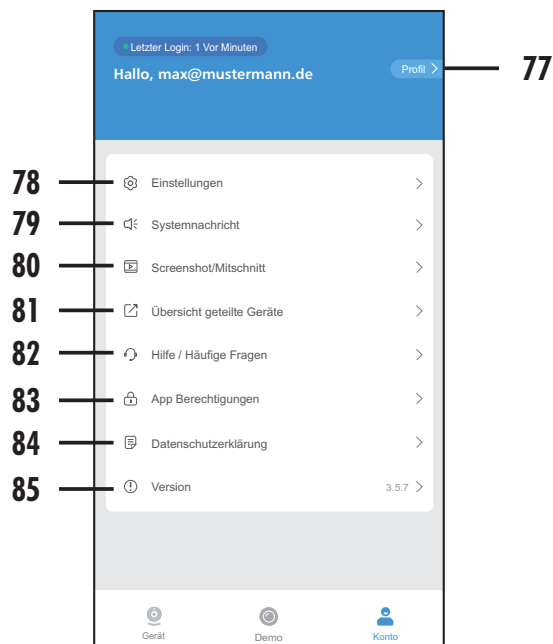 Letzter Login: 1 Vor Minuten
Hallo, max@mustermann.de
Profil
77
78 Einstellungen
79 Systemnachricht
80 Screenshot/Mitschnitt
81 Übersicht geteilte Geräte
82 Hilfe / Häufige Fragen
83 App Berechtigungen
84 Datenschutzerklärung
85 Version 3.5.7
Gerät Demo Konto